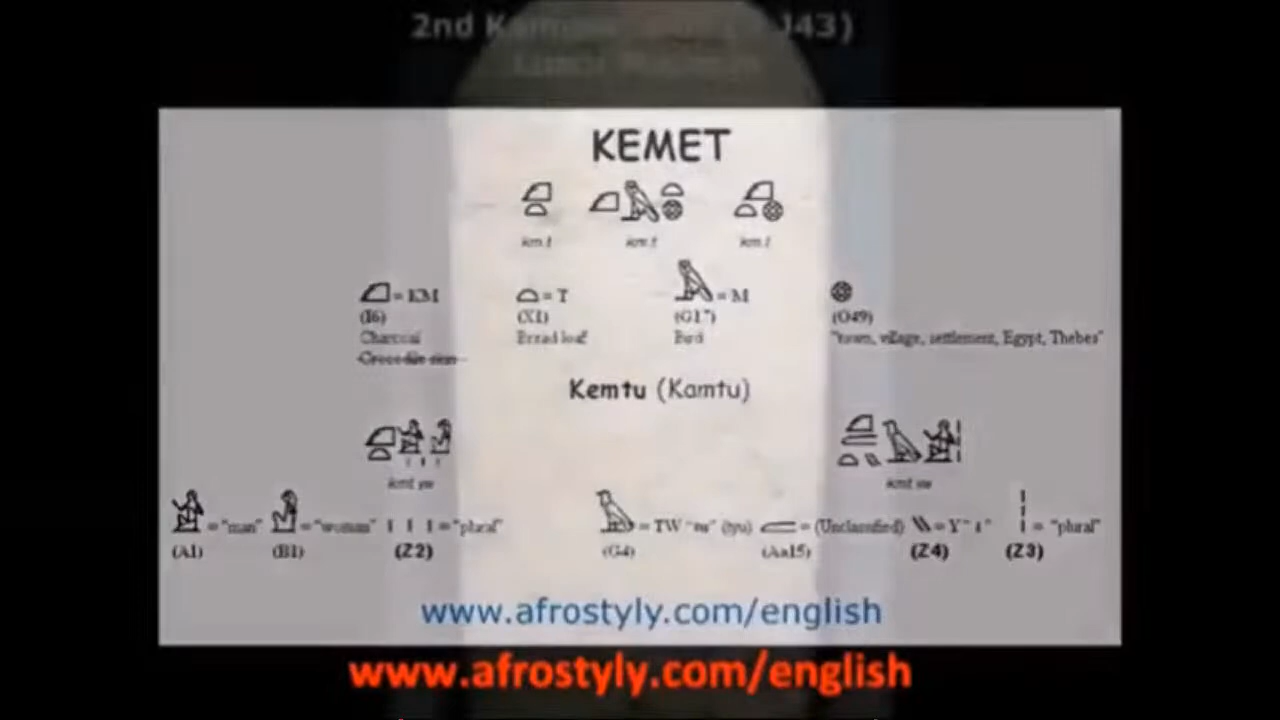 2nd
KEMET
km.t km.t km.t
= KM = T = M
(I6) (X1) (G17) (O49)
Charcoal Bread loaf Bird "town, village, settlement, Egypt, Thebes"
Crocodile skin
Kemtu (Kamtu)
= "man" = "woman" = "plural" = TW (tyu) = (Unclassified) = Y " i " = "plural"
(A1) (B1) (Z2) (G4) (Aa15) (Z4) (Z3)
www.afrostyly.com/english
www.afrostyly.com/english